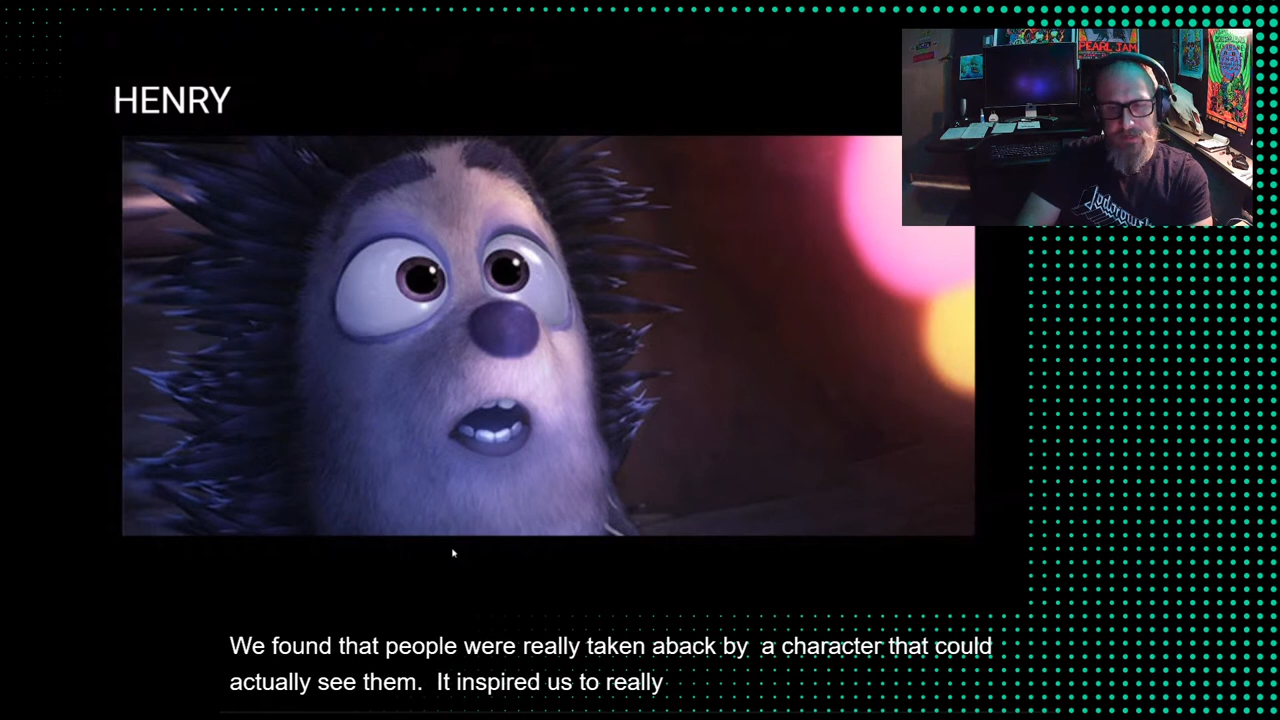 HENRY
PEARL JAM
We found that people were really taken aback by  a character that could
actually see them.  It inspired us to really